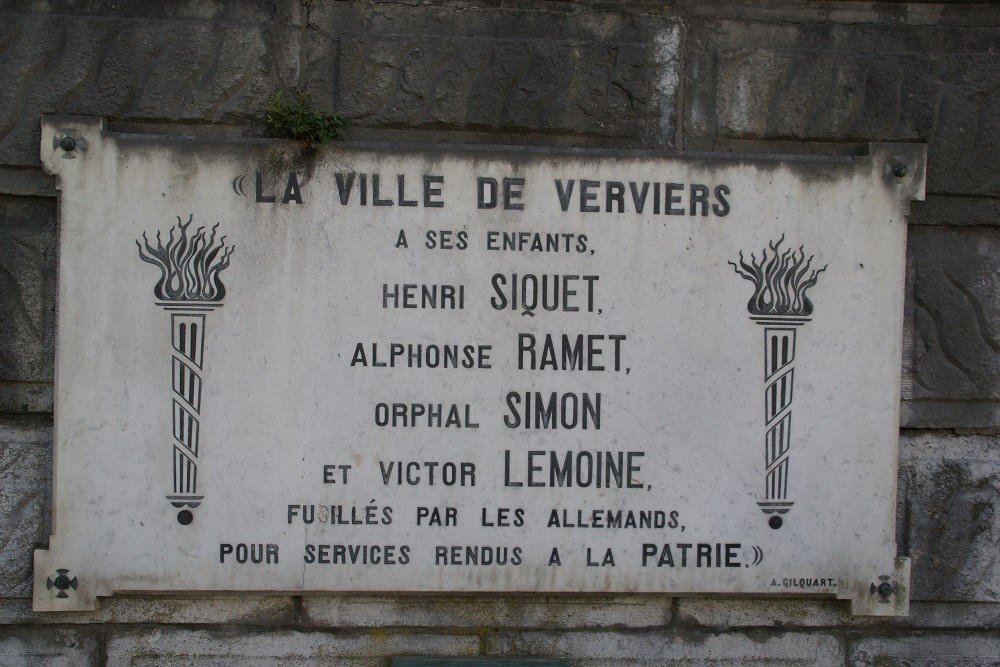 «LA VILLE DE VERVIERS
A SES ENFANTS,
HENRI SIQUET,
ALPHONSE RAMET,
ORPHAL SIMON
ET VICTOR LEMOINE,
FUSILLÉS PAR LES ALLEMANDS,
POUR SERVICES RENDUS A LA PATRIE.»
A. GILQUART.